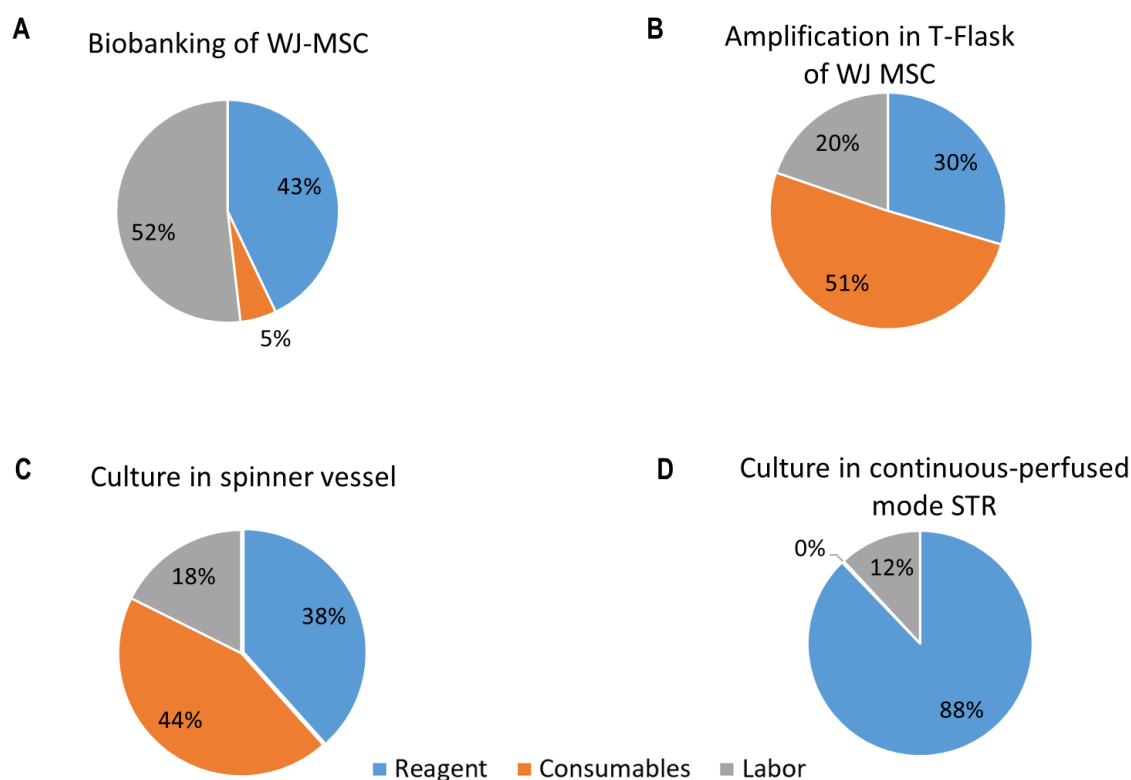 A
Biobanking of WJ-MSC
43%
52%
5%
B
Amplification in T-Flask
of WJ MSC
20%
30%
51%
C
Culture in spinner vessel
18%
38%
44%
D
Culture in continuous-perfused
mode STR
0%
12%
88%
Reagent Consumables Labor